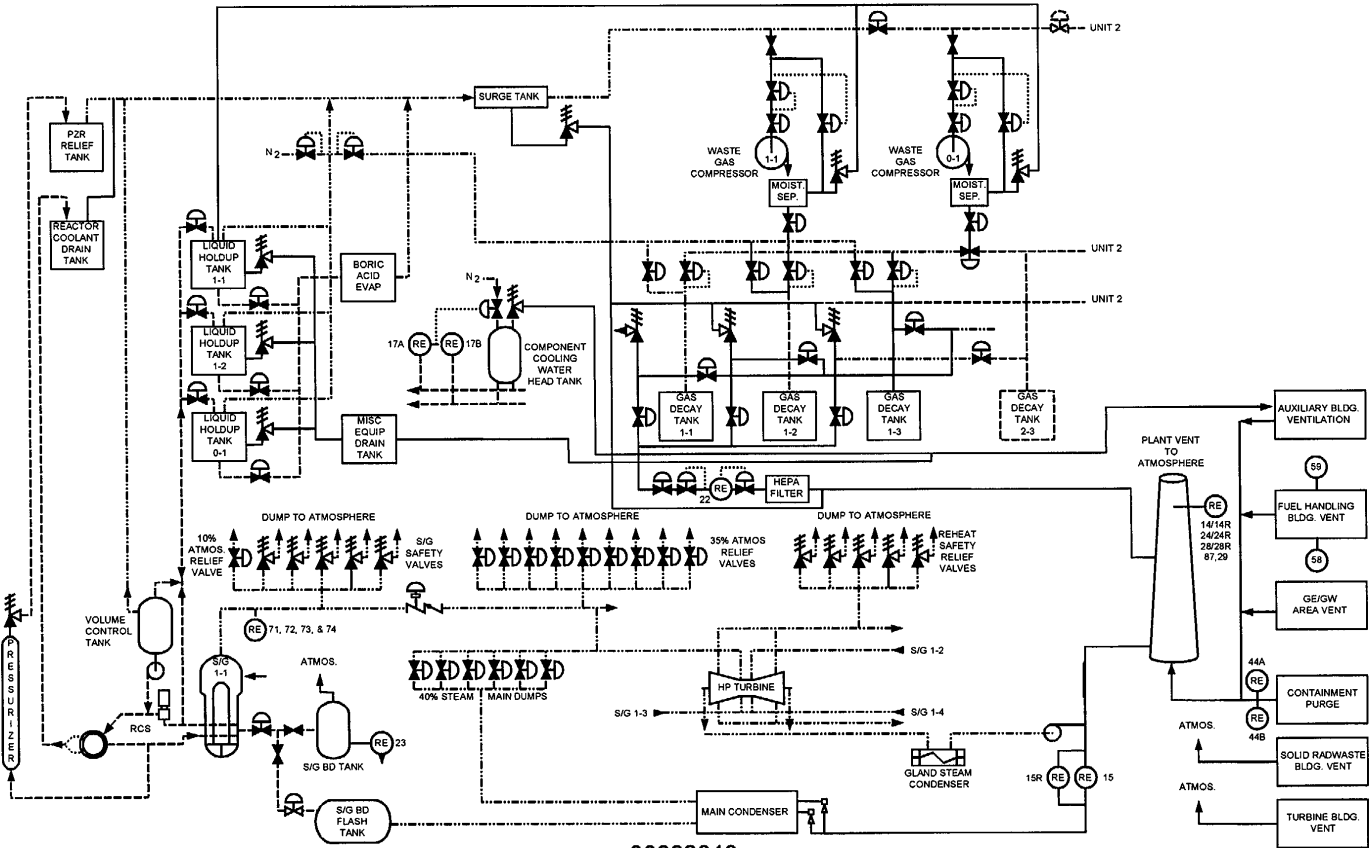 UNIT 2
SURGE TANK
PZR
RELIEF
TANK
N2
WASTE
GAS
COMPRESSOR
1-1
MOIST.
SEP.
WASTE
GAS
COMPRESSOR
0-1
MOIST.
SEP.
REACTOR
COOLANT
DRAIN
TANK
LIQUID
HOLDUP
TANK
1-1
BORIC
ACID
EVAP
UNIT 2
N2
UNIT 2
LIQUID
HOLDUP
TANK
1-2
17A
RE
RE
17B
COMPONENT
COOLING
WATER
HEAD TANK
LIQUID
HOLDUP
TANK
0-1
MISC
EQUIP
DRAIN
TANK
GAS
DECAY
TANK
1-1
GAS
DECAY
TANK
1-2
GAS
DECAY
TANK
1-3
GAS
DECAY
TANK
2-3
AUXILIARY BLDG.
VENTILATION
PLANT VENT
TO
ATMOSPHERE
59
22
RE
HEPA
FILTER
RE
14/14R
24/24R
28/28R
87,29
FUEL HANDLING
BLDG. VENT
58
DUMP TO ATMOSPHERE
10%
ATMOS.
RELIEF
VALVE
S/G
SAFETY
VALVES
DUMP TO ATMOSPHERE
35% ATMOS
RELIEF
VALVES
DUMP TO ATMOSPHERE
REHEAT
SAFETY
RELIEF
VALVES
GE/GW
AREA VENT
VOLUME
CONTROL
TANK
RE
71, 72, 73, & 74
PRESSURIZER
S/G
1-1
ATMOS.
40% STEAM
MAIN DUMPS
S/G 1-2
HP TURBINE
S/G 1-3
S/G 1-4
44A
RE
RE
44B
CONTAINMENT
PURGE
RCS
RE
23
S/G BD TANK
GLAND STEAM
CONDENSER
15R
RE
RE
15
ATMOS.
SOLID RADWASTE
BLDG. VENT
ATMOS.
S/G BD
FLASH
TANK
MAIN CONDENSER
TURBINE BLDG.
VENT